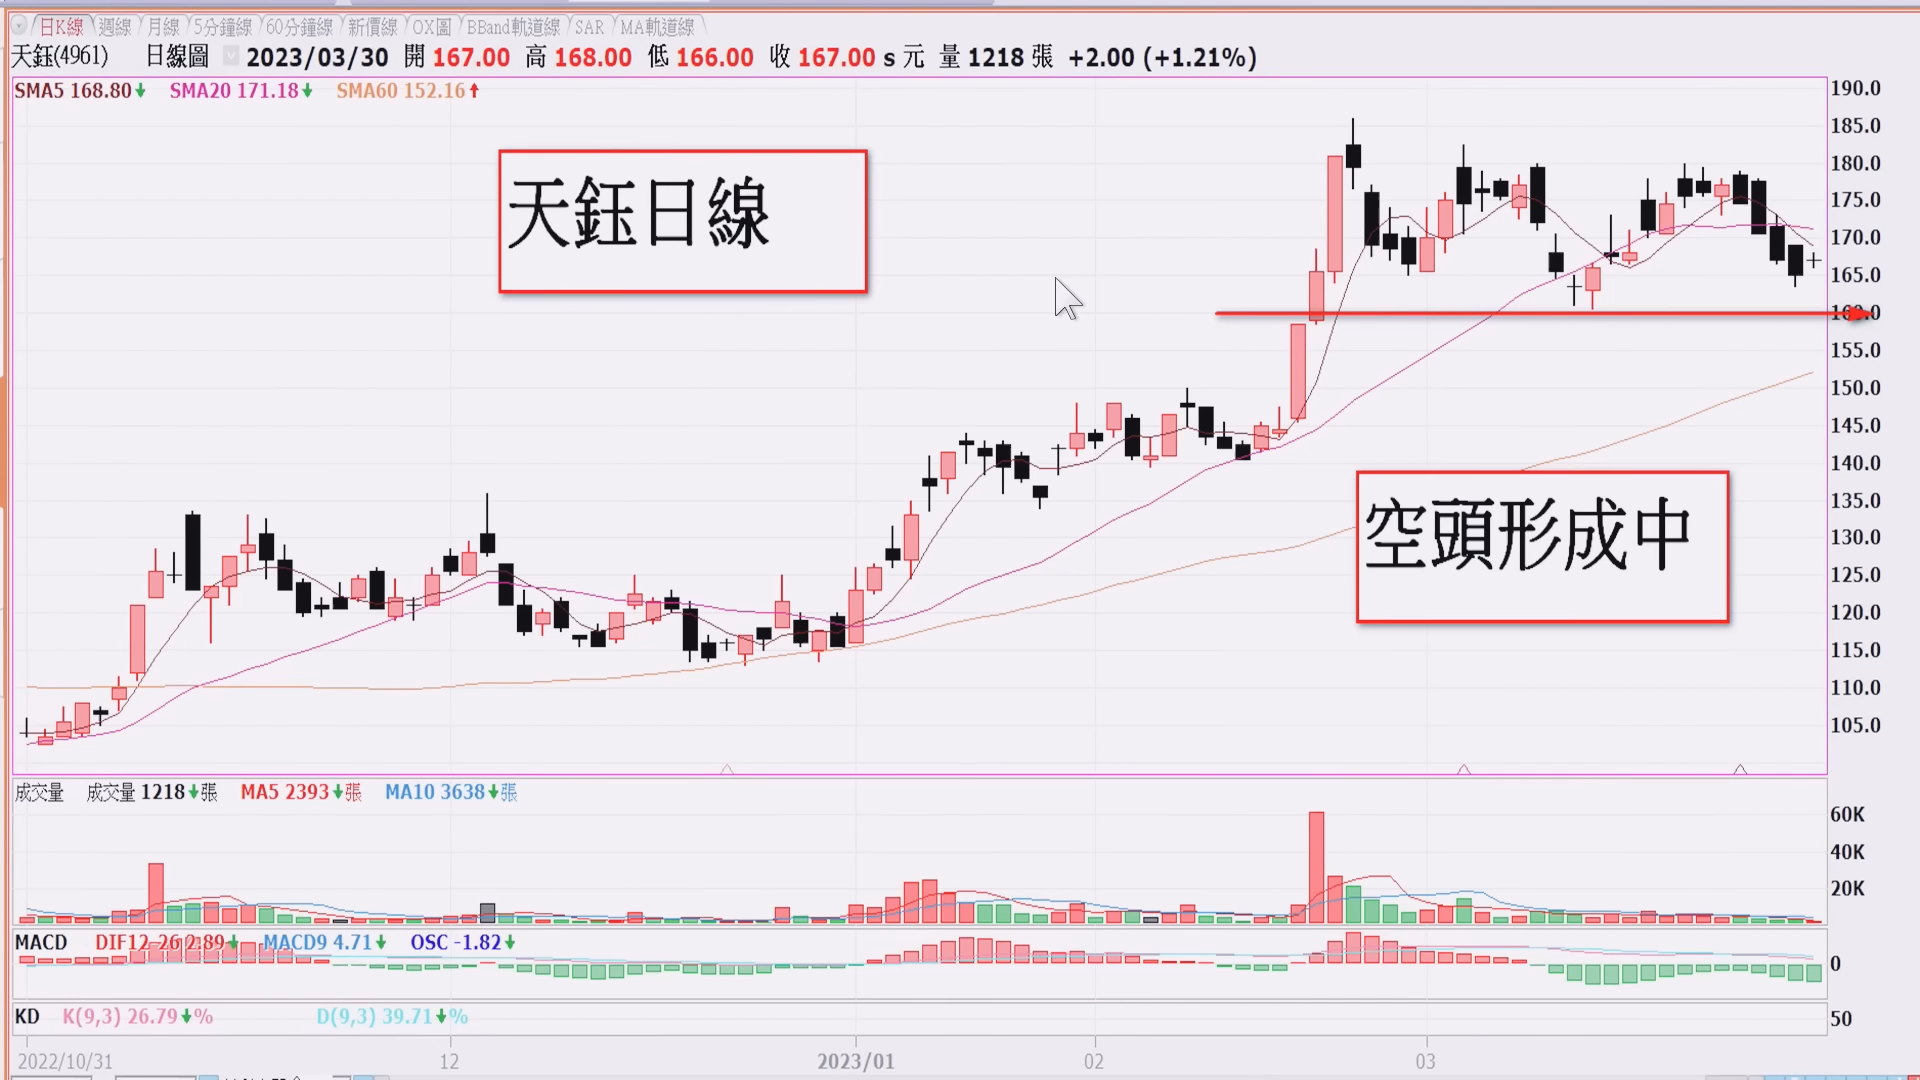 日K線 週線 月線 5分鐘線 60分鐘線 新價線 OX圖 BBand軌道線 SAR MA軌道線
天鈺(4961) 日線圖 2023/03/30 開 167.00 高 168.00 低 166.00 收 167.00 s 元 量 1218 張 +2.00 (+1.21%)
SMA5 168.80 SMA20 171.18 SMA60 152.16
190.0
185.0
180.0
175.0
170.0
165.0
160.0
155.0
150.0
145.0
140.0
135.0
130.0
125.0
120.0
115.0
110.0
105.0
天鈺日線
空頭形成中
成交量 成交量 1218 張 MA5 2393 張 MA10 3638 張
60K
40K
20K
MACD DIF12-26 2.89 MACD9 4.71 OSC -1.82
0
KD K(9,3) 26.79 % D(9,3) 39.71 %
50
2022/10/31 12 2023/01 02 03